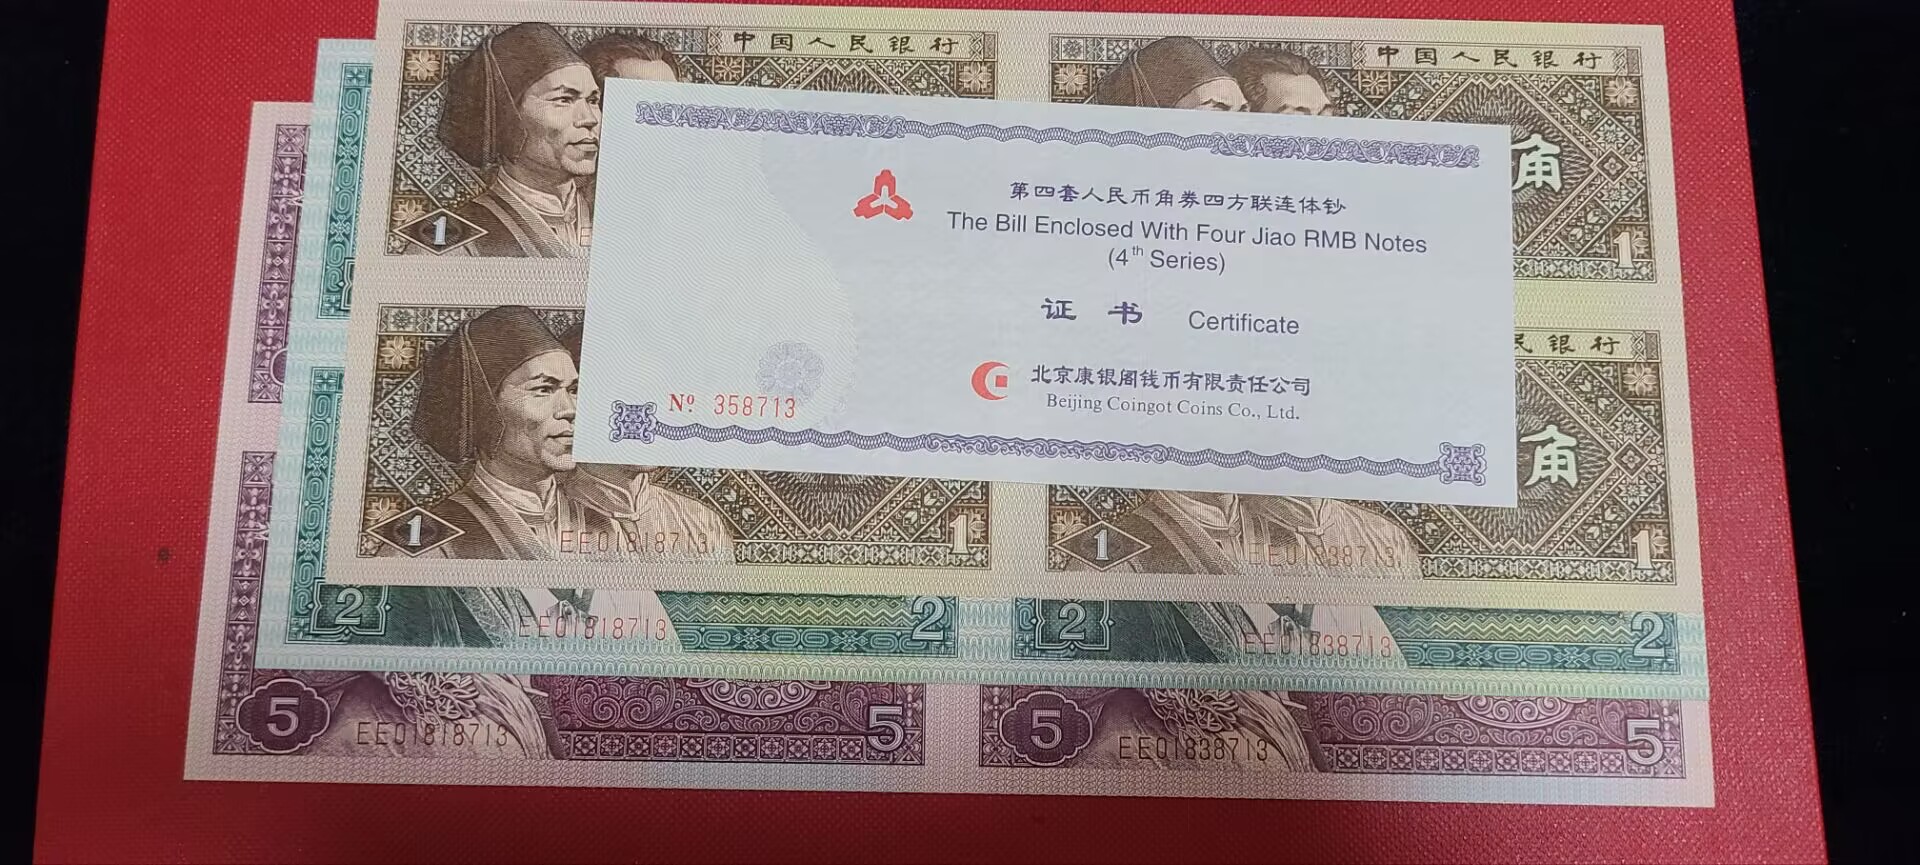 中国人民银行
中国人民银行
角
1
1
第四套人民币角券四方联连体钞
The Bill Enclosed With Four Jiao RMB Notes
(4th Series)
证书 Certificate
北京康银阁钱币有限责任公司
Beijing Coingot Coins Co., Ltd.
Nº 358713
民银行
角
1
EE01818713
1
1
EE01838713
1
2
EE01818713
2
2
EE01838713
2
5
EE01818713
5
5
EE01838713
5